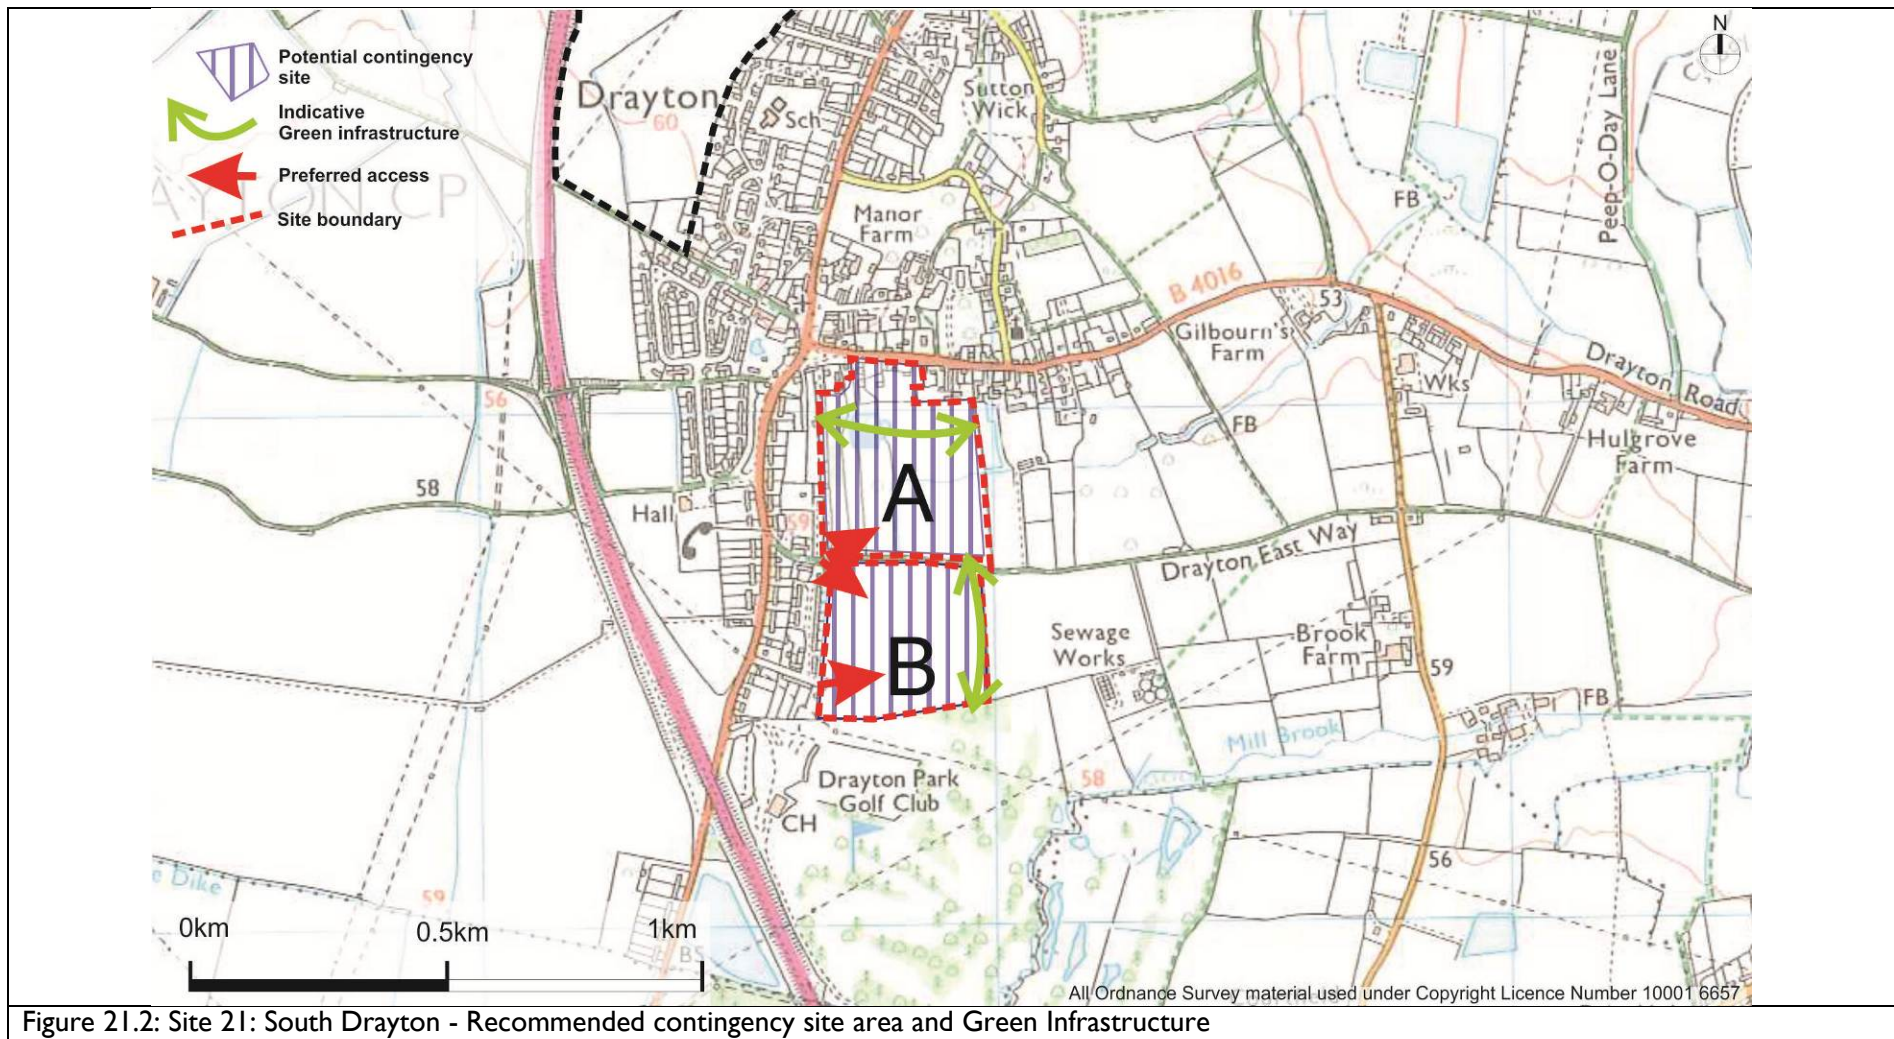 N
Potential contingency
site
Indicative
Green infrastructure
Preferred access
Site boundary
Drayton
60
Sch
Sutton
Wick
Peep-O-Day Lane
AYTON CP
FB
Manor
Farm
B 4016
53
Gilbourn's
Farm
Wks
Drayton Road
56
FB
Hulgrove
Farm
58
Hall
59
A
Drayton East Way
Sewage
Works
B
Brook
Farm
59
FB
Mill Brook
58
Drayton Park
Golf Club
CH
56
e Dike
59
0km
0.5km
1km
B5
All Ordnance Survey material used under Copyright Licence Number 10001 6657
Figure 21.2: Site 21: South Drayton - Recommended contingency site area and Green Infrastructure